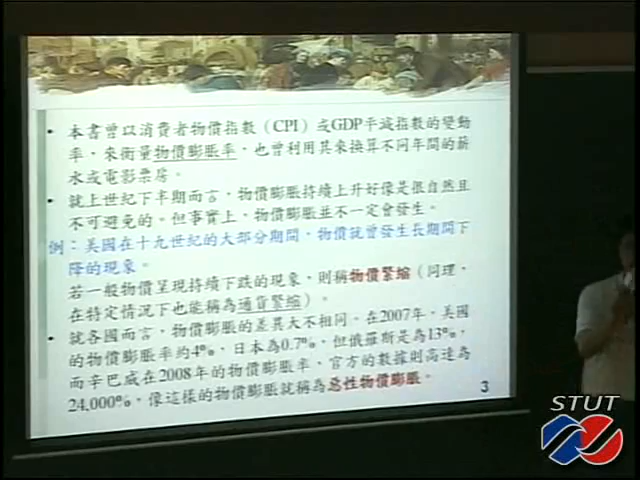 • 本書曾以消費者物價指數（CPI）或GDP平減指數的變動
率，來衡量物價膨脹率，也曾利用其來換算不同年間的薪
水或電影票房。
• 就上世紀下半期而言，物價膨脹持續上升好像是很自然且
不可避免的。但事實上，物價膨脹並不一定會發生。
例：美國在十九世紀的大部分期間，物價就曾發生長期間下
降的現象。
若一般物價呈現持續下跌的現象，則稱物價緊縮（同理，
在特定情況下也能稱為通貨緊縮）。
• 就各國而言，物價膨脹的差異大不相同。在2007年，美國
的物價膨脹率約4%，日本為0.7%，但俄羅斯是為13%，
而辛巴威在2008年的物價膨脹率，官方的數據則高達為
24,000%，像這樣的物價膨脹就稱為惡性物價膨脹。
3
STUT